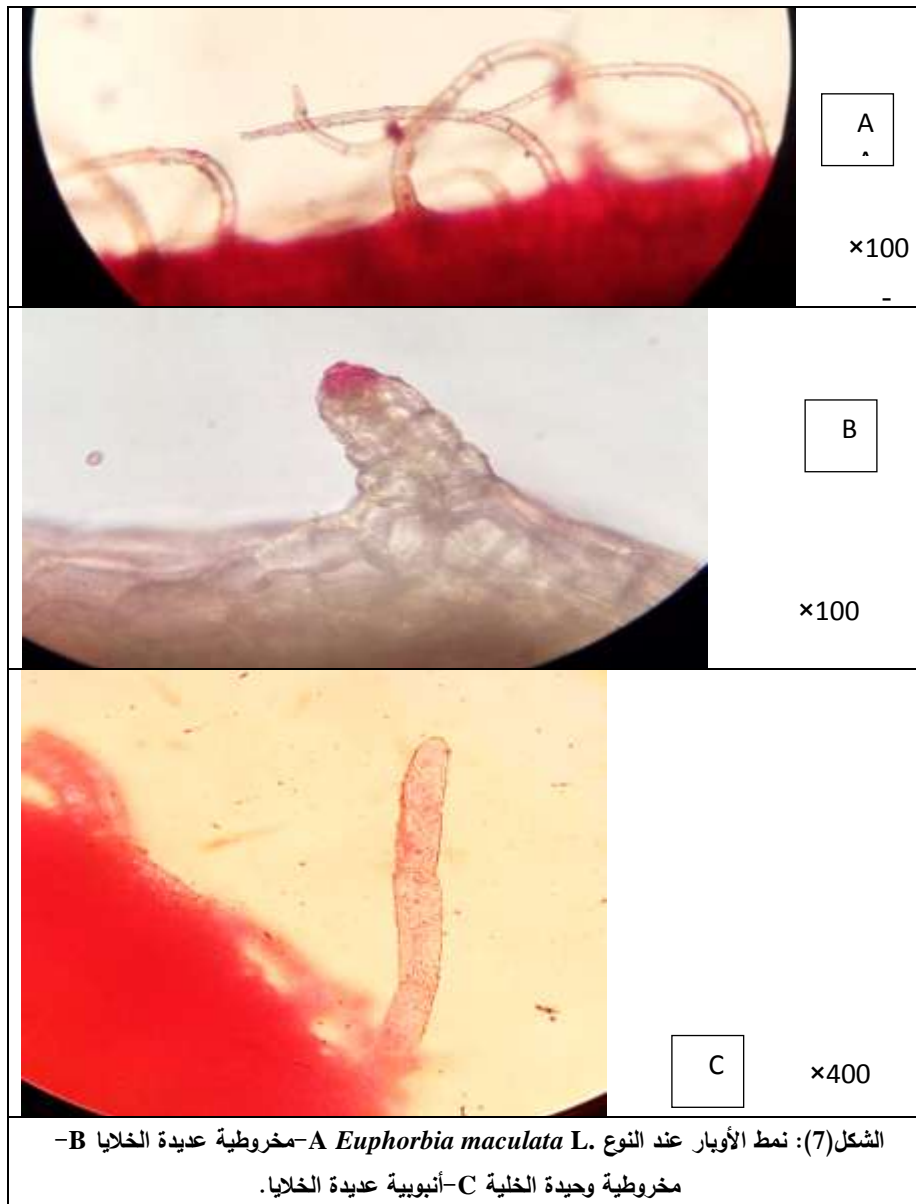 A
×100
-
B
×100
C
×400
الشكل(7): نمط الأوبار عند النوع Euphorbia maculata L. A-مخروطية عديدة الخلايا B-
مخروطية وحيدة الخلية C-أنبوبية عديدة الخلايا.